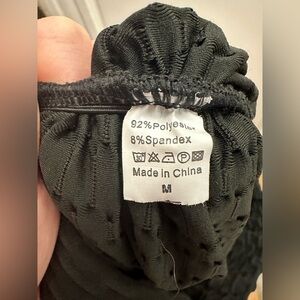 92%Polyester
8%Spandex
Made in China
M